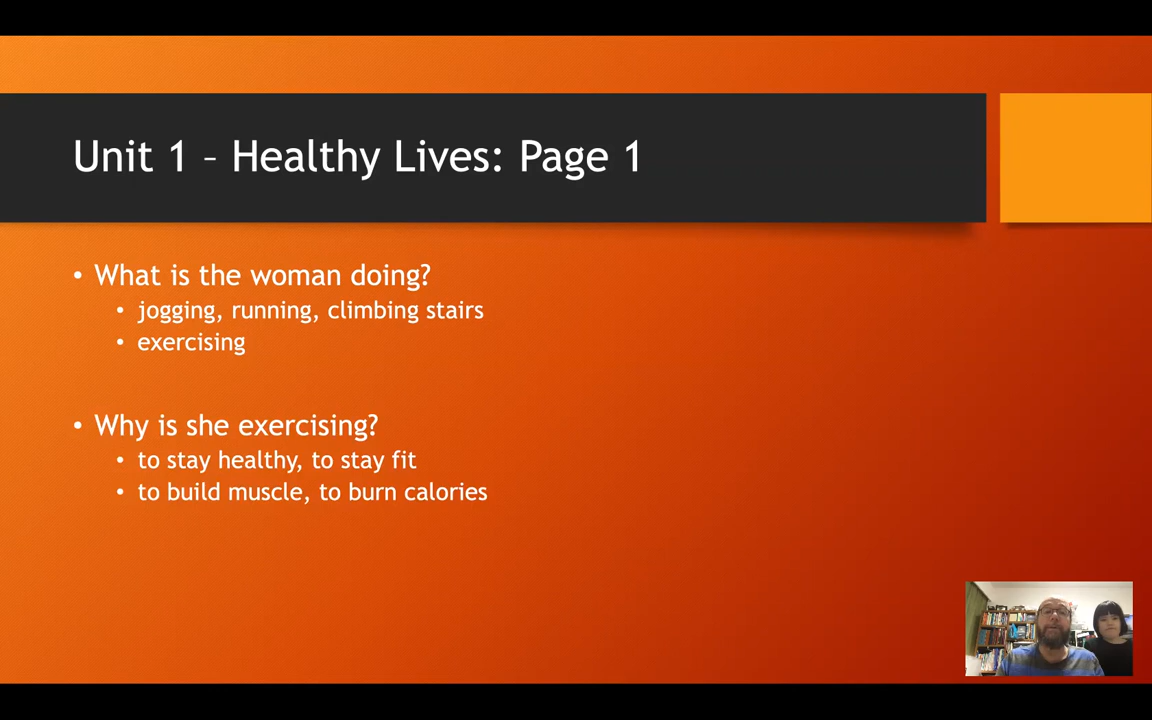 Unit 1 – Healthy Lives: Page 1
• What is the woman doing?
• jogging, running, climbing stairs
• exercising
• Why is she exercising?
• to stay healthy, to stay fit
• to build muscle, to burn calories